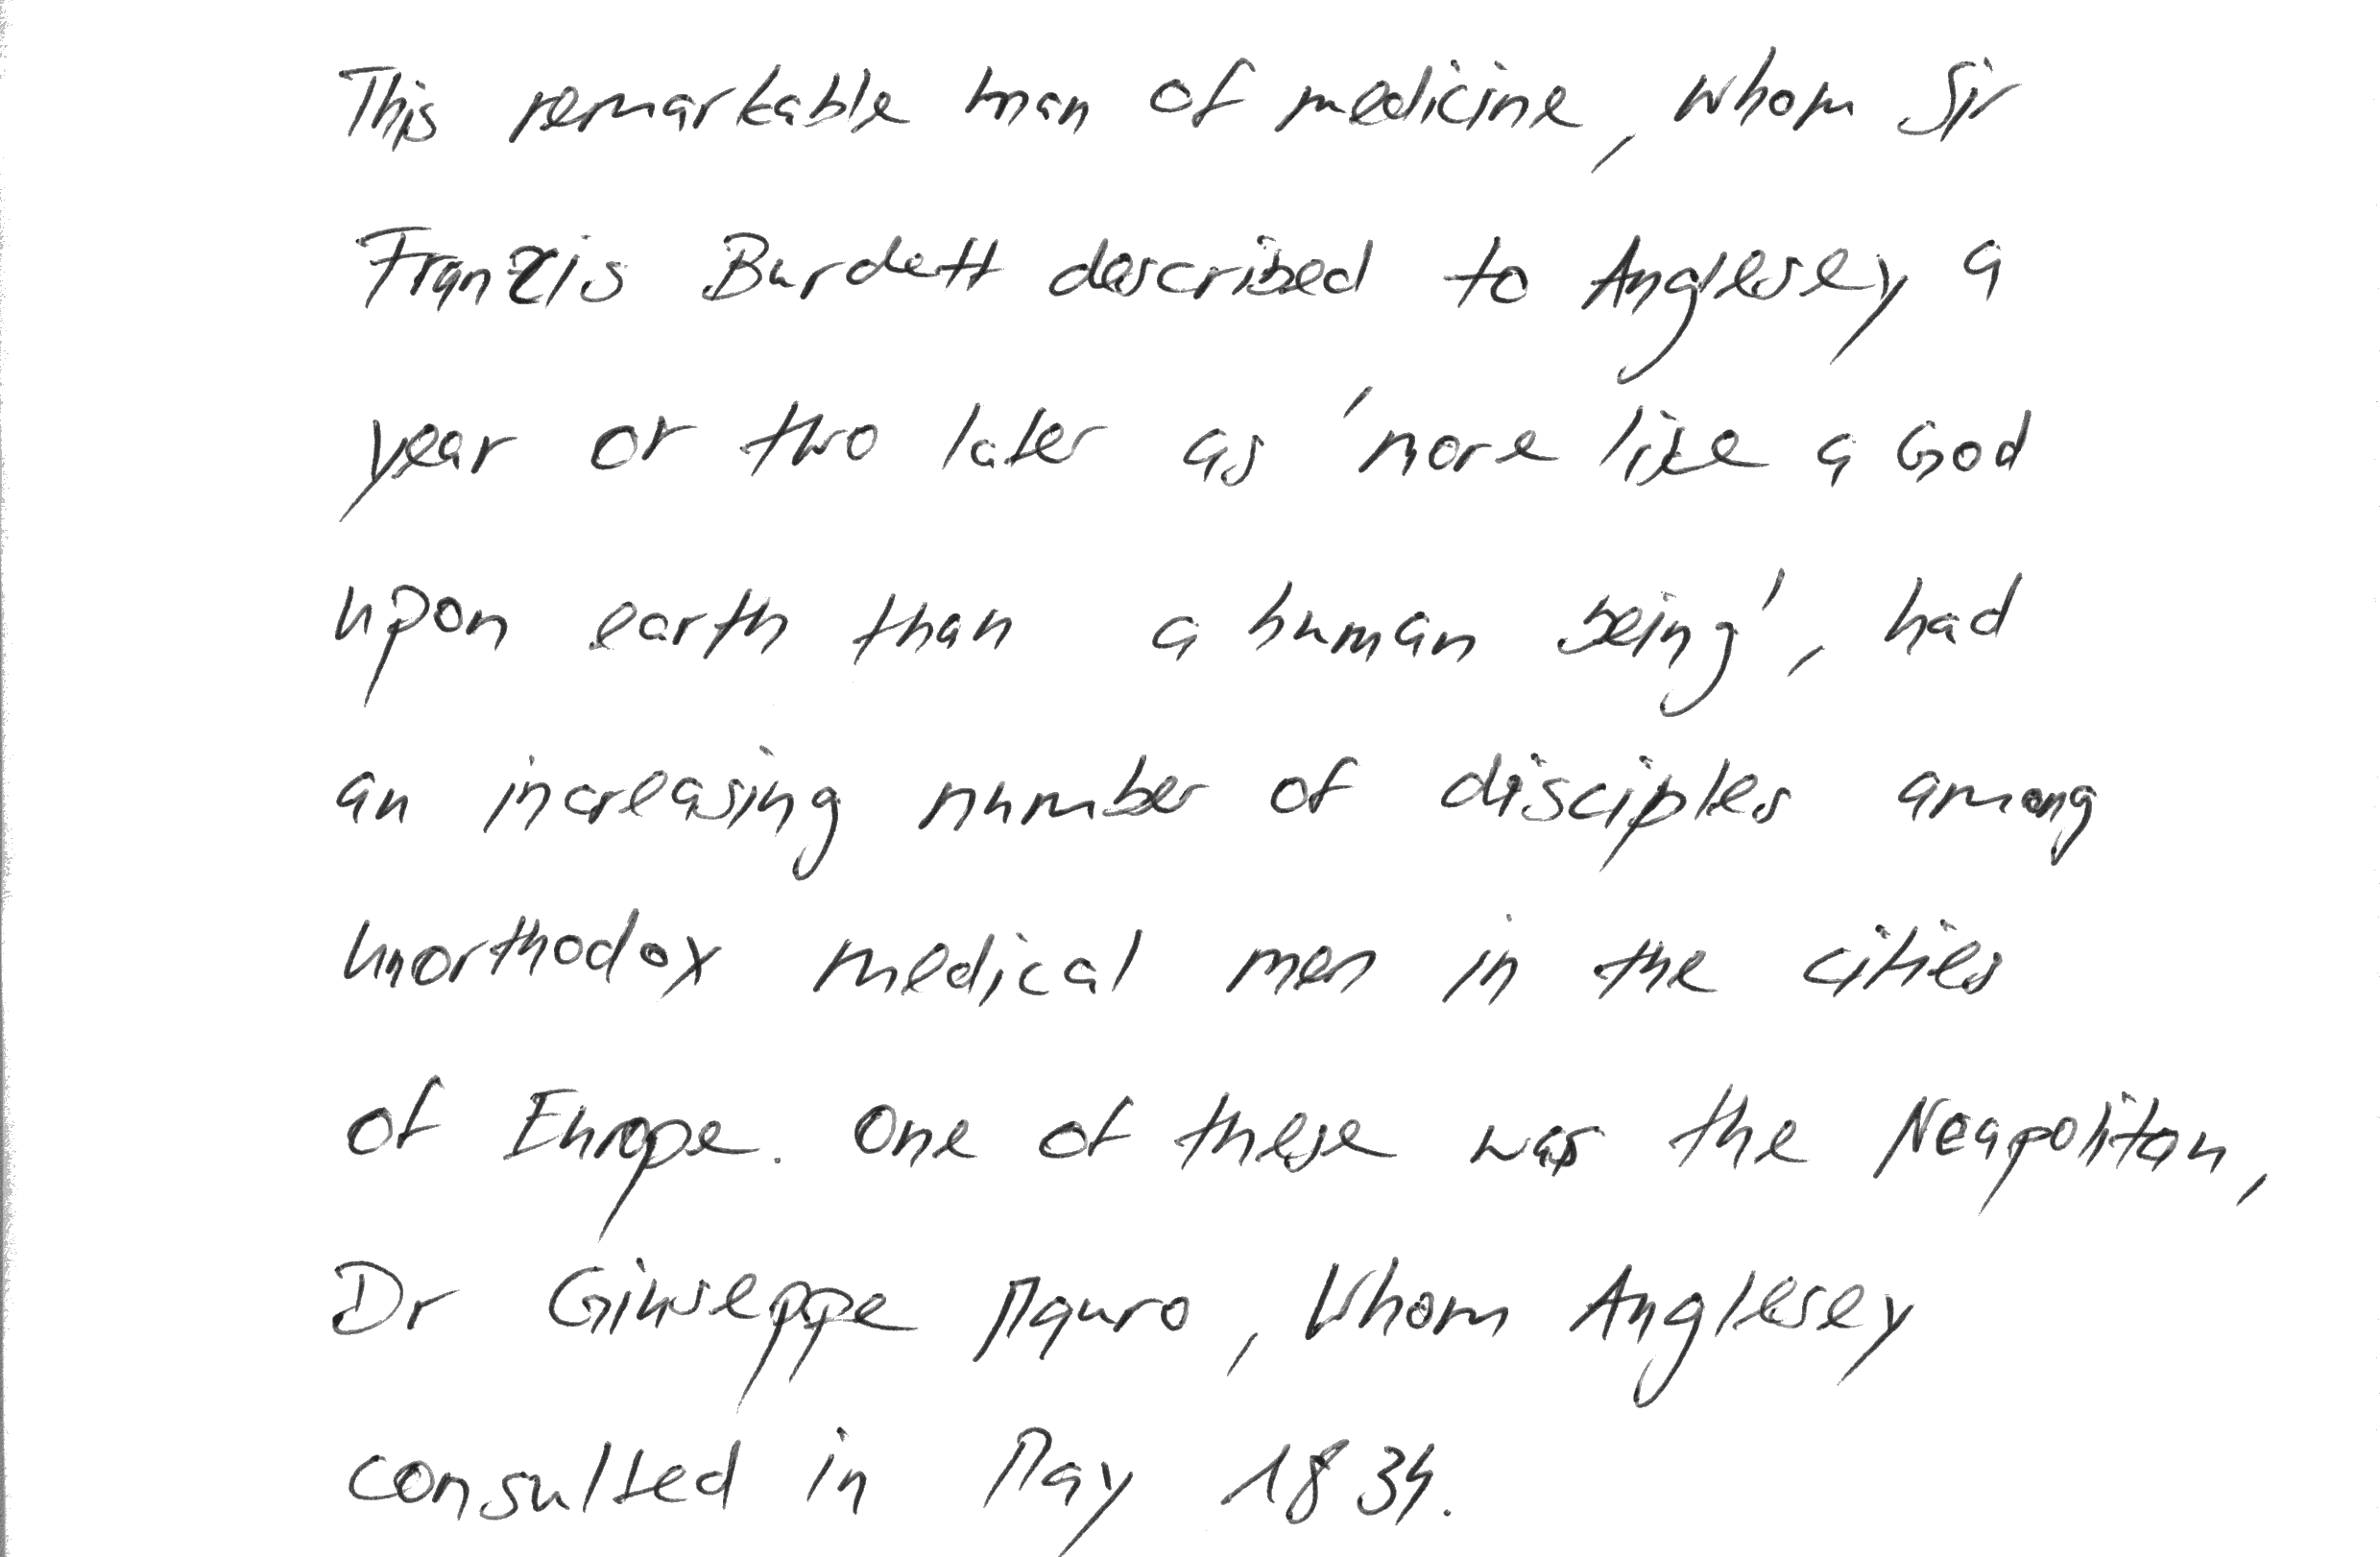 This remarkable man of medicine, whom Sir
Franzis Burdett described to Anglesey a
year or two later as 'more like a God
upon earth than a human being', had
an increasing number of disciples among
unorthodox medical men in the cities
of Europe. One of these was the Neapolitan,
Dr Giuseppe Mauro, whom Anglesey
consulted in May 1834.